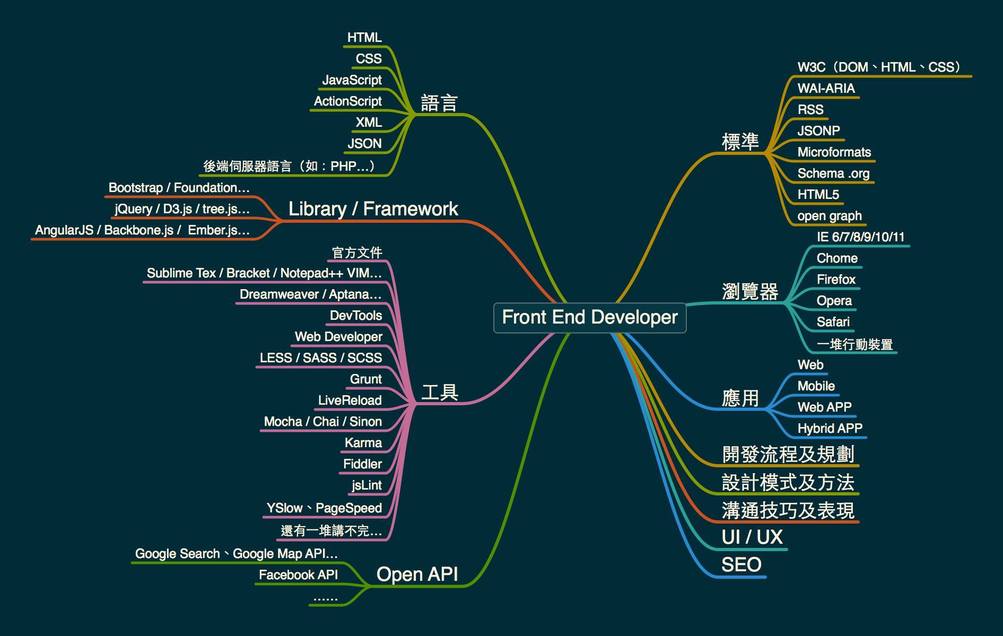 Front End Developer
語言
HTML
CSS
JavaScript
ActionScript
XML
JSON
後端伺服器語言（如：PHP...）
Library / Framework
Bootstrap / Foundation...
jQuery / D3.js / tree.js...
AngularJS / Backbone.js / Ember.js...
工具
官方文件
Sublime Tex / Bracket / Notepad++ VIM...
Dreamweaver / Aptana...
DevTools
Web Developer
LESS / SASS / SCSS
Grunt
LiveReload
Mocha / Chai / Sinon
Karma
Fiddler
jsLint
YSlow、PageSpeed
還有一堆講不完...
Open API
Google Search、Google Map API...
Facebook API
......
標準
W3C（DOM、HTML、CSS）
WAI-ARIA
RSS
JSONP
Microformats
Schema .org
HTML5
open graph
瀏覽器
IE 6/7/8/9/10/11
Chome
Firefox
Opera
Safari
一堆行動裝置
應用
Web
Mobile
Web APP
Hybrid APP
開發流程及規劃
設計模式及方法
溝通技巧及表現
UI / UX
SEO